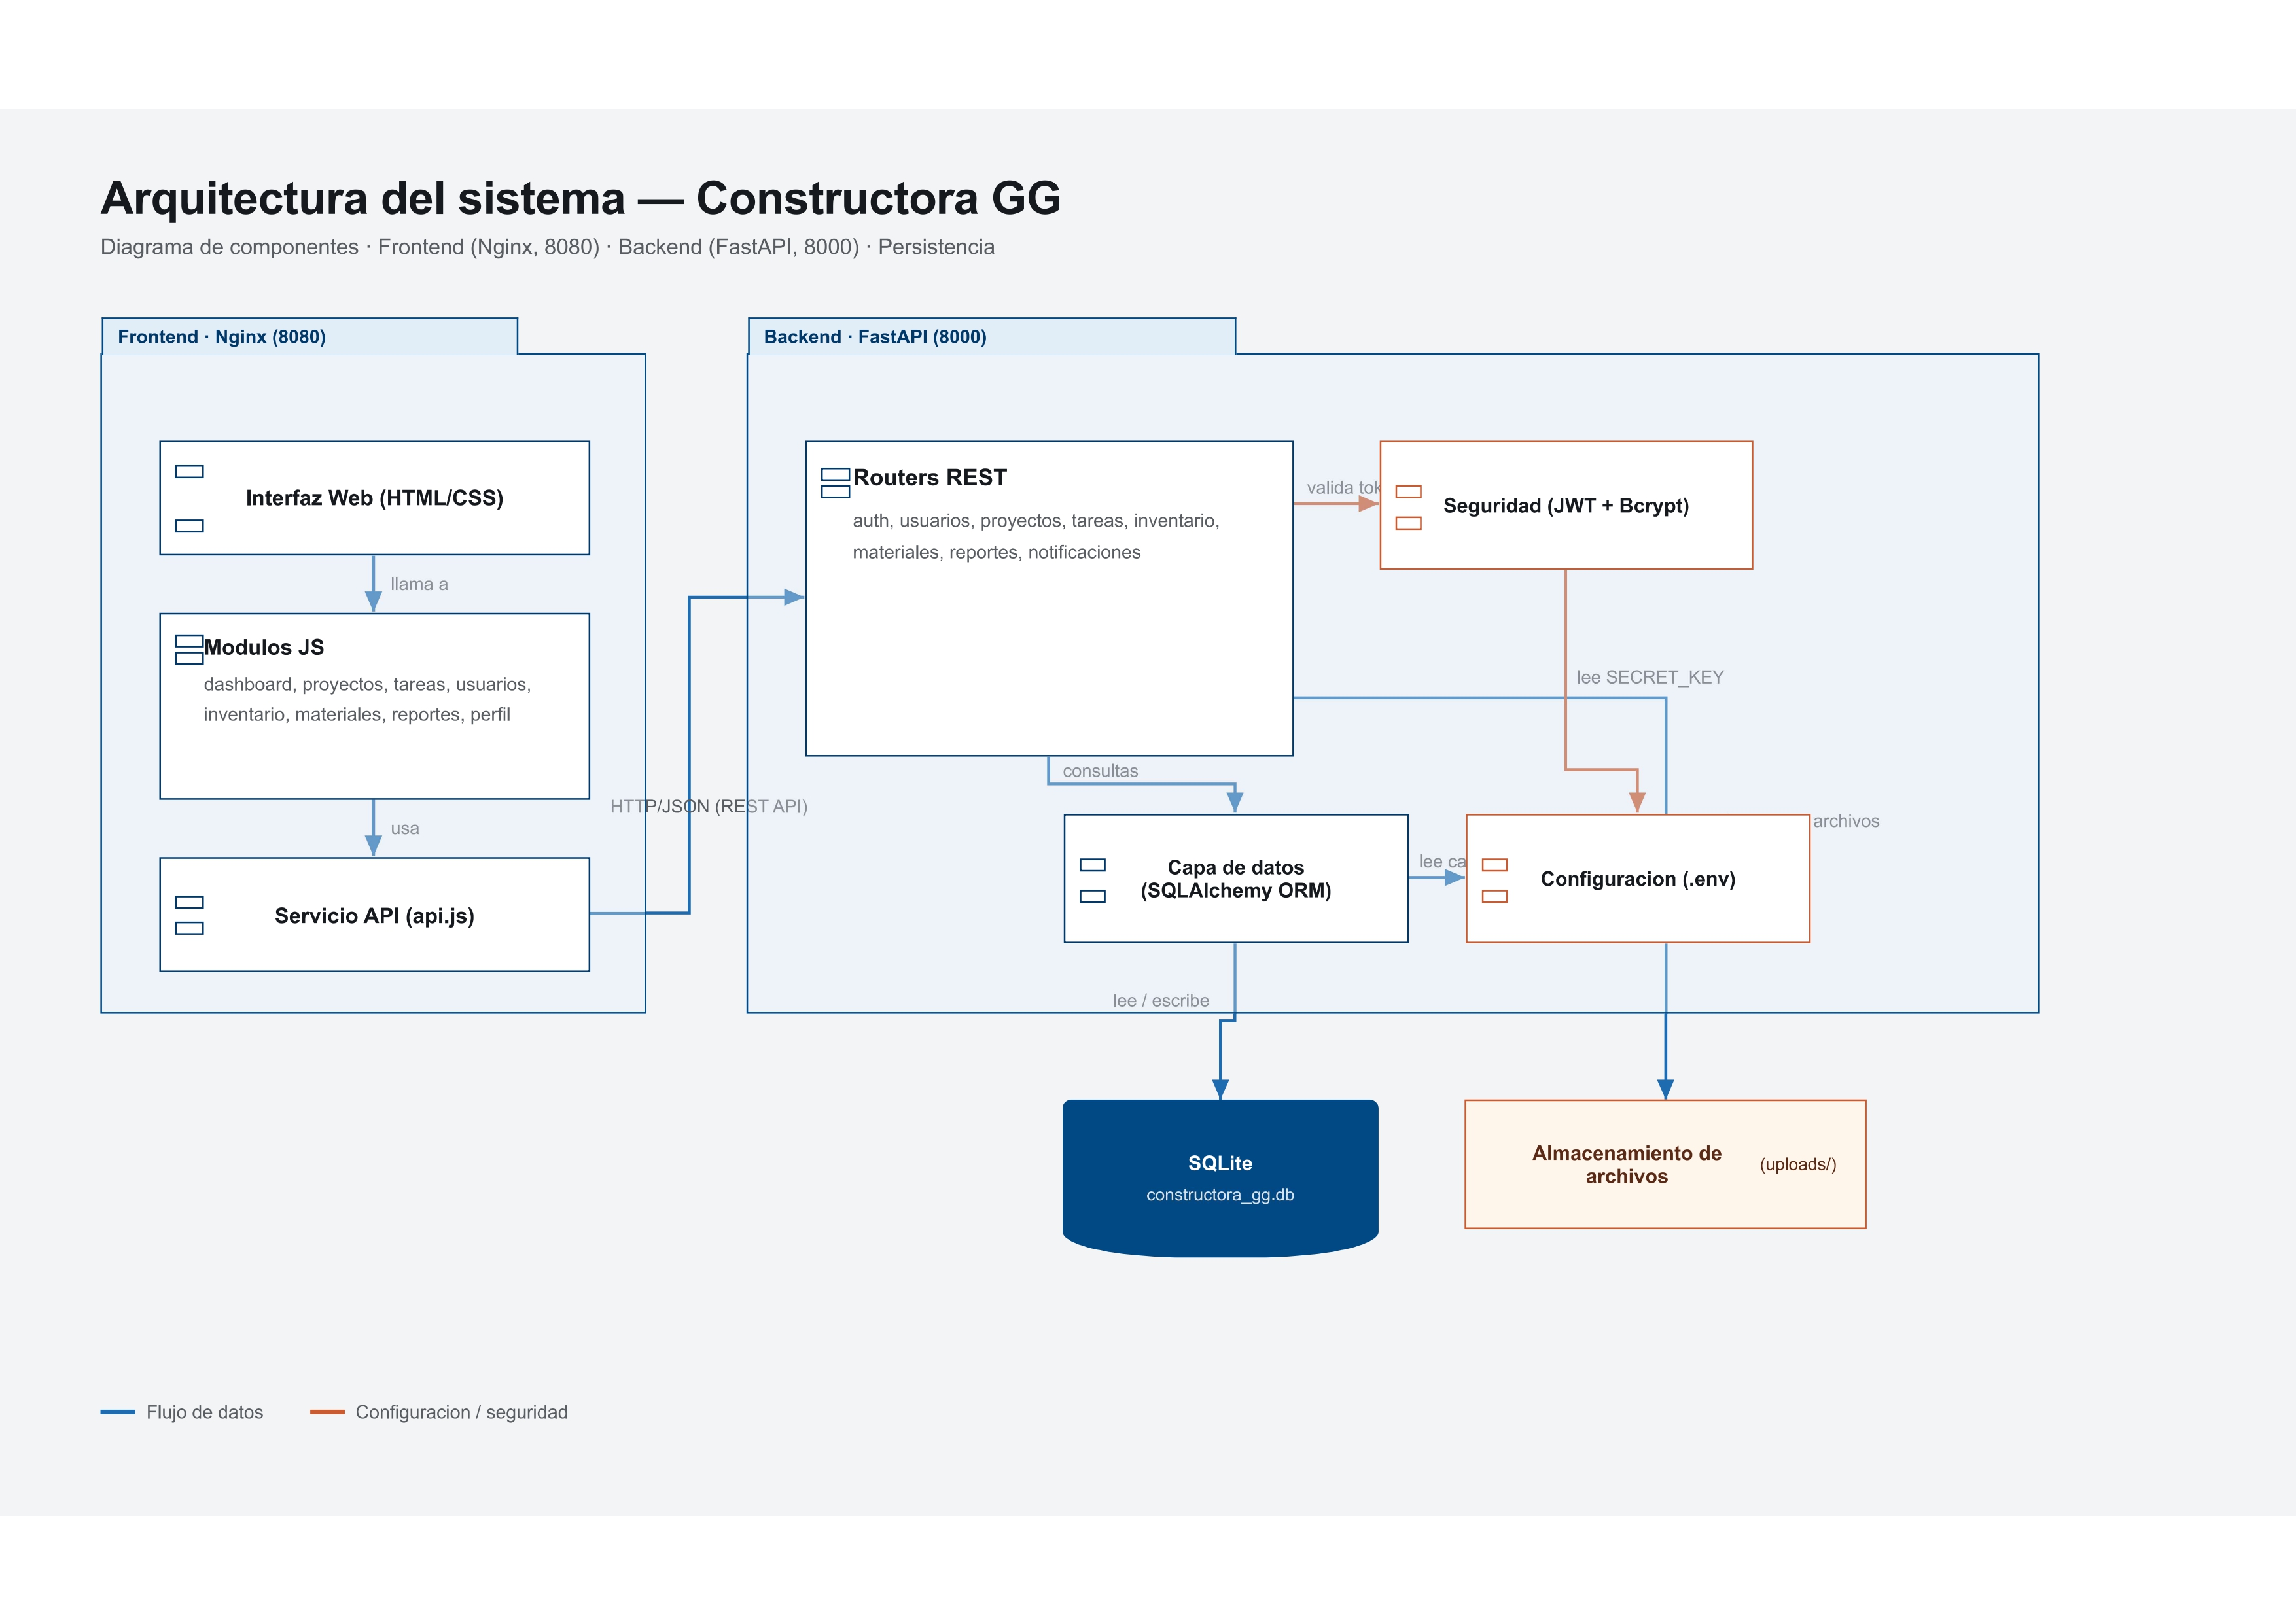 Arquitectura del sistema — Constructora GG
Diagrama de componentes · Frontend (Nginx, 8080) · Backend (FastAPI, 8000) · Persistencia
Frontend · Nginx (8080)
Interfaz Web (HTML/CSS)
llama a
Modulos JS
dashboard, proyectos, tareas, usuarios,
inventario, materiales, reportes, perfil
usa
Servicio API (api.js)
HTTP/JSON (REST API)
Backend · FastAPI (8000)
Routers REST
auth, usuarios, proyectos, tareas, inventario,
materiales, reportes, notificaciones
valida
Seguridad (JWT + Bcrypt)
lee SECRET_KEY
consultas
Capa de datos
(SQLAlchemy ORM)
lee
Configuracion (.env)
archivos
lee / escribe
SQLite
constructora_gg.db
Almacenamiento de
archivos
(uploads/)
Flujo de datos
Configuracion / seguridad